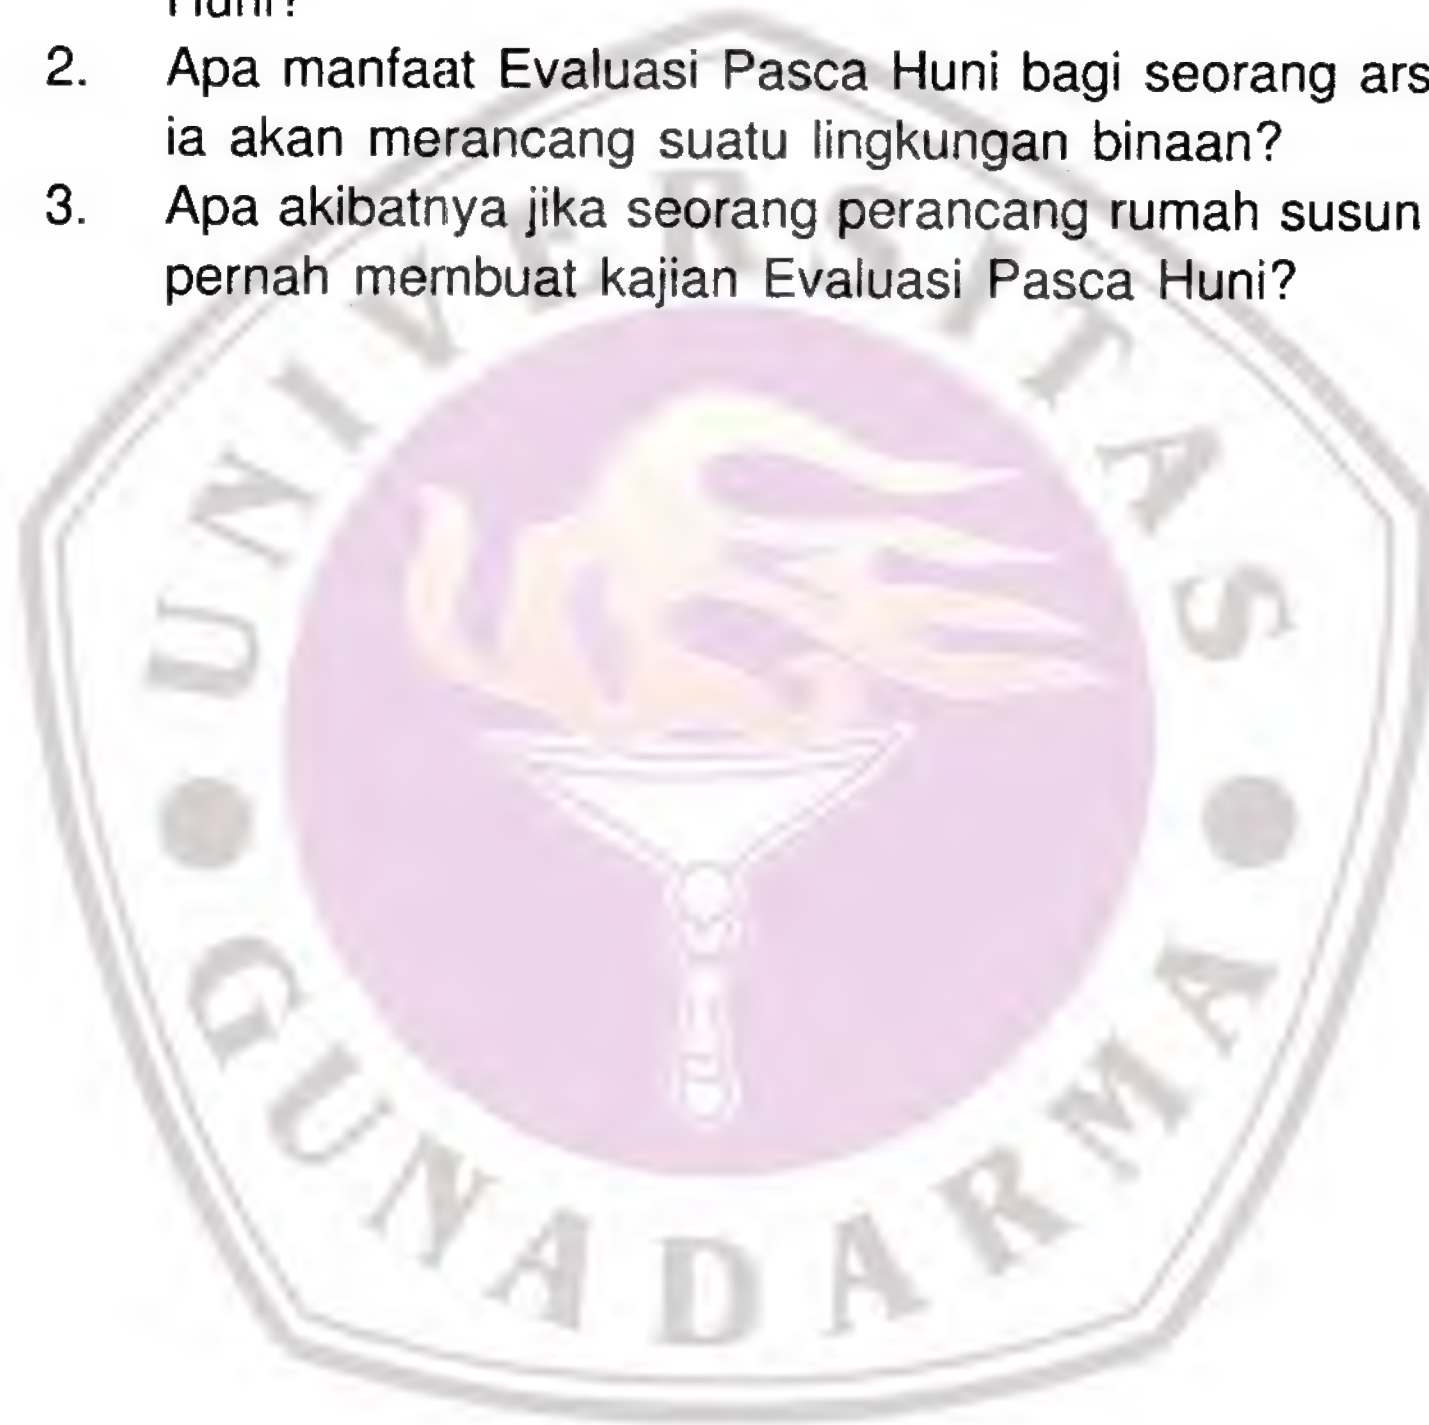 Huni?
2. Apa manfaat Evaluasi Pasca Huni bagi seorang ars
ia akan merancang suatu lingkungan binaan?
3. Apa akibatnya jika seorang perancang rumah susun
pernah membuat kajian Evaluasi Pasca Huni?
UNIVERSITAS
GUNADARMA